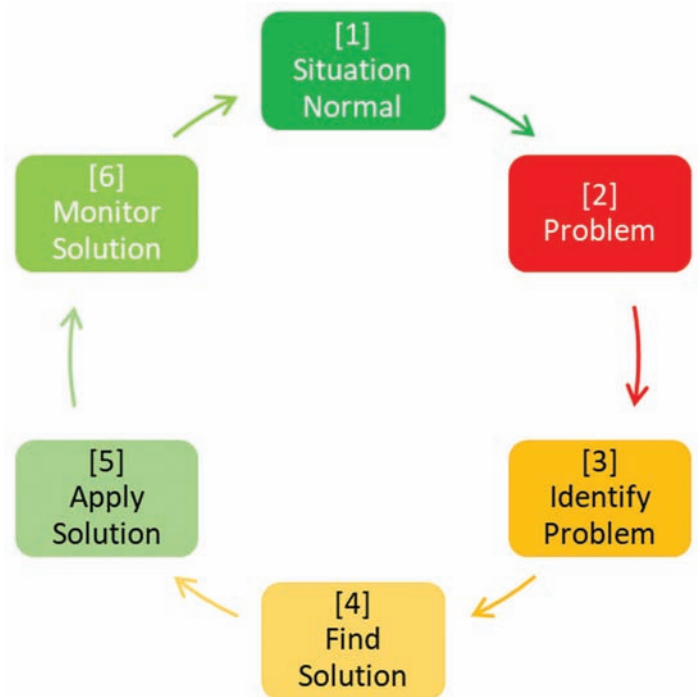 [1]
Situation
Normal
[2]
Problem
[3]
Identify
Problem
[4]
Find
Solution
[5]
Apply
Solution
[6]
Monitor
Solution